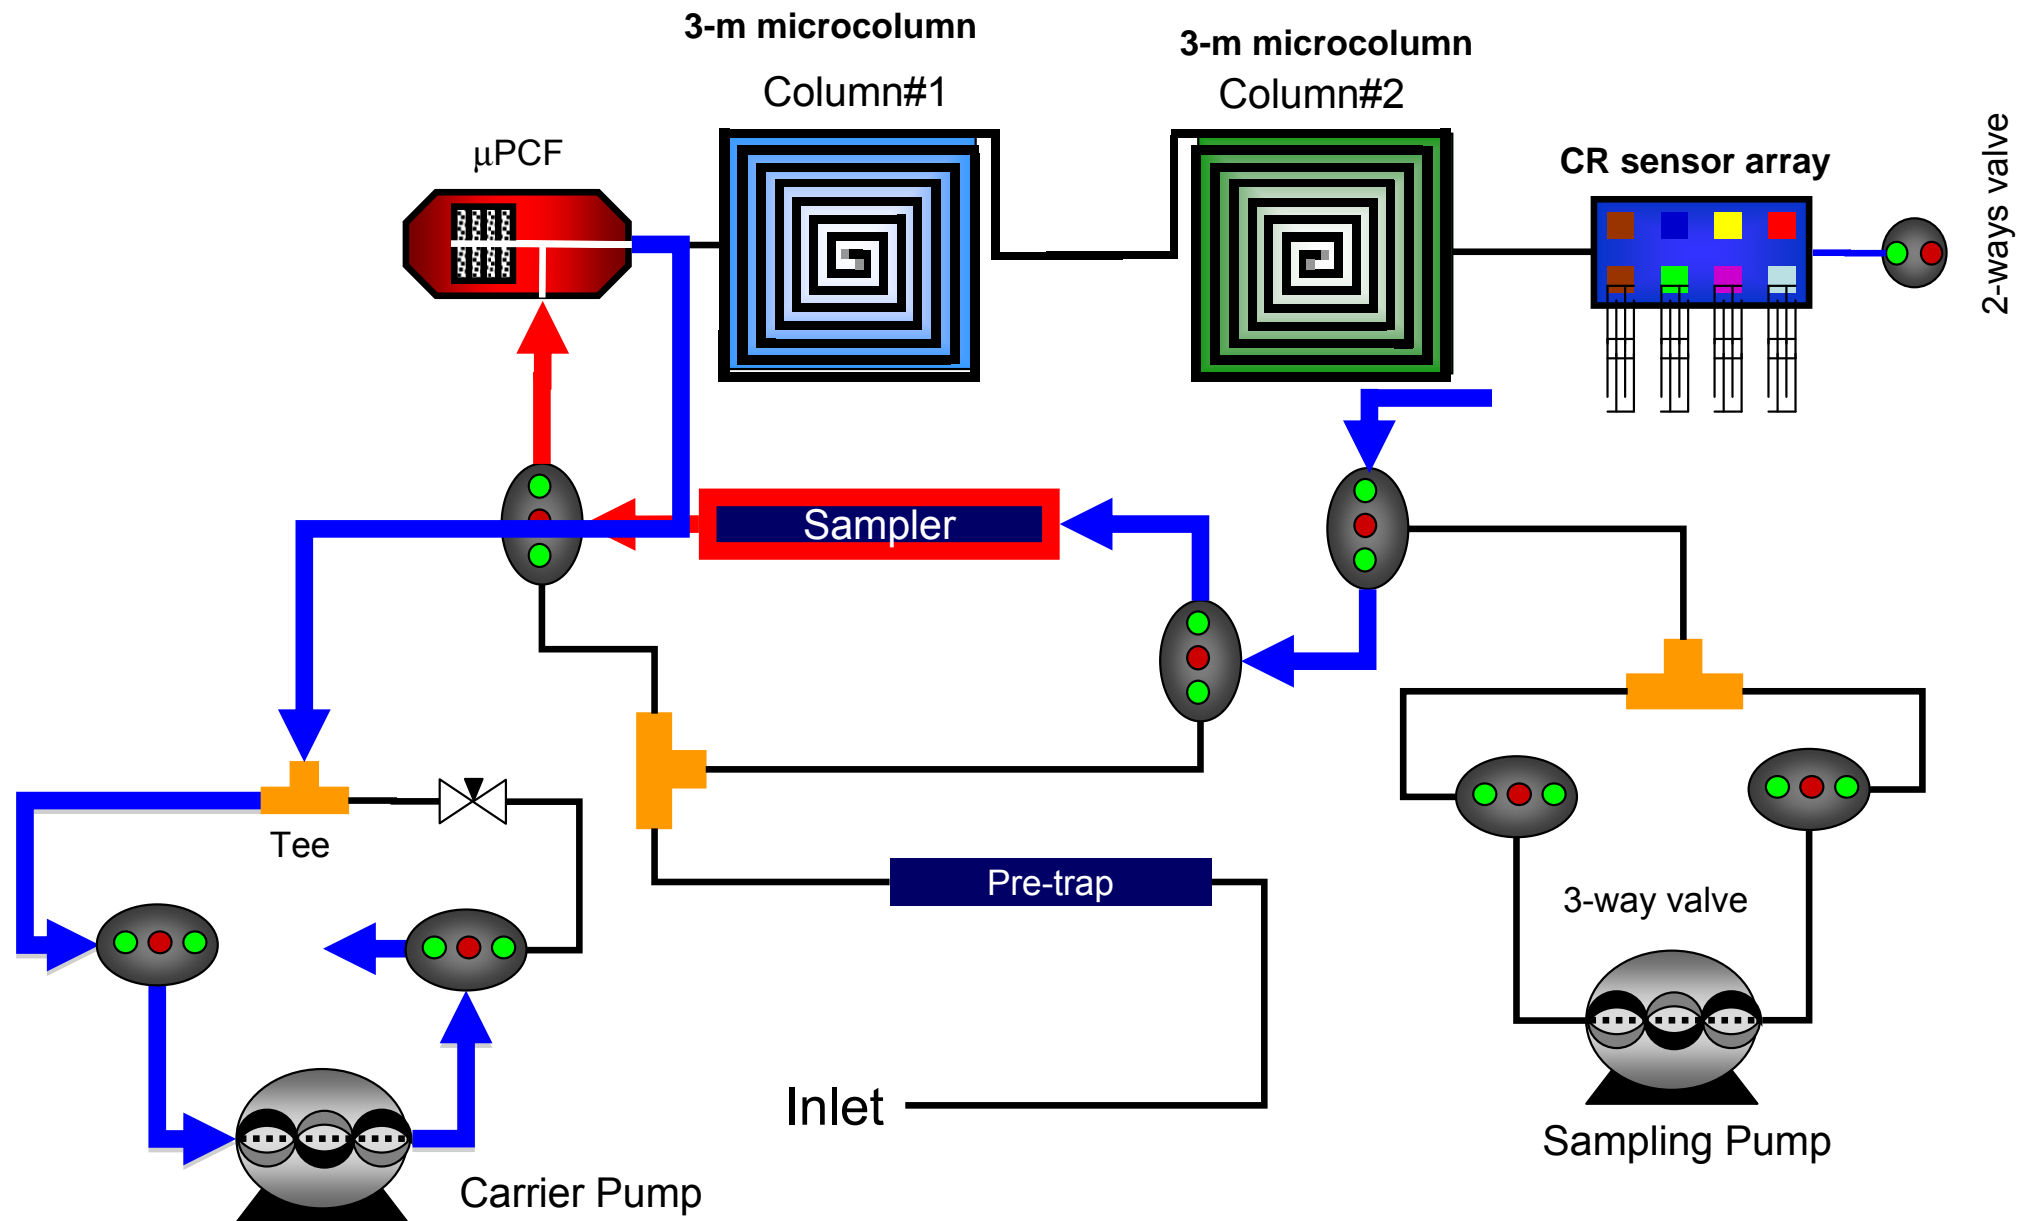 3-m microcolumn
Column#1
3-m microcolumn
Column#2
μPCF
CR sensor array
2-ways valve
Sampler
Tee
Pre-trap
3-way valve
Inlet
Sampling Pump
Carrier Pump